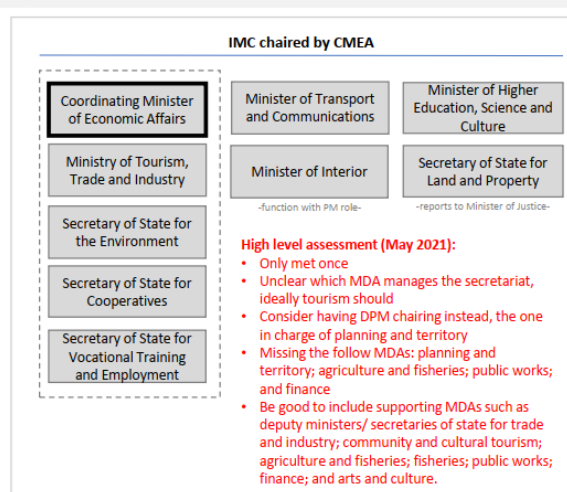 IMC chaired by CMEA
Coordinating Minister
of Economic Affairs
Ministry of Tourism,
Trade and Industry
Secretary of State for
the Environment
Secretary of State for
Cooperatives
Secretary of State for
Vocational Training
and Employment
Minister of Transport
and Communications
Minister of Interior
-function with PM role-
Minister of Higher
Education, Science and
Culture
Secretary of State for
Land and Property
-reports to Minister of Justice-
High level assessment (May 2021):
• Only met once
• Unclear which MDA manages the secretariat,
ideally tourism should
• Consider having DPM chairing instead, the one
in charge of planning and territory
• Missing the follow MDAs: planning and
territory; agriculture and fisheries; public works;
and finance
• Be good to include supporting MDAs such as
deputy ministers/ secretaries of state for trade
and industry; community and cultural tourism;
agriculture and fisheries; fisheries; public works;
finance; and arts and culture.